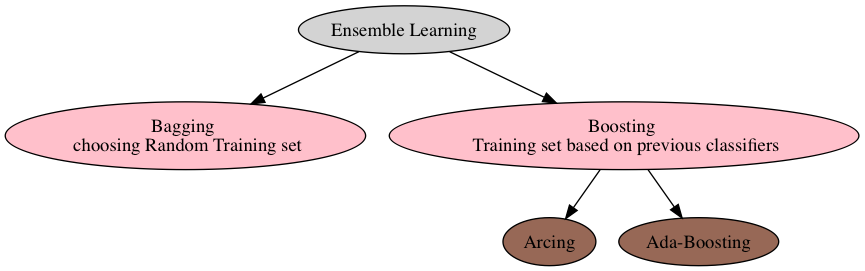 Ensemble Learning
Bagging
choosing Random Training set
Boosting
Training set based on previous classifiers
Arcing
Ada-Boosting